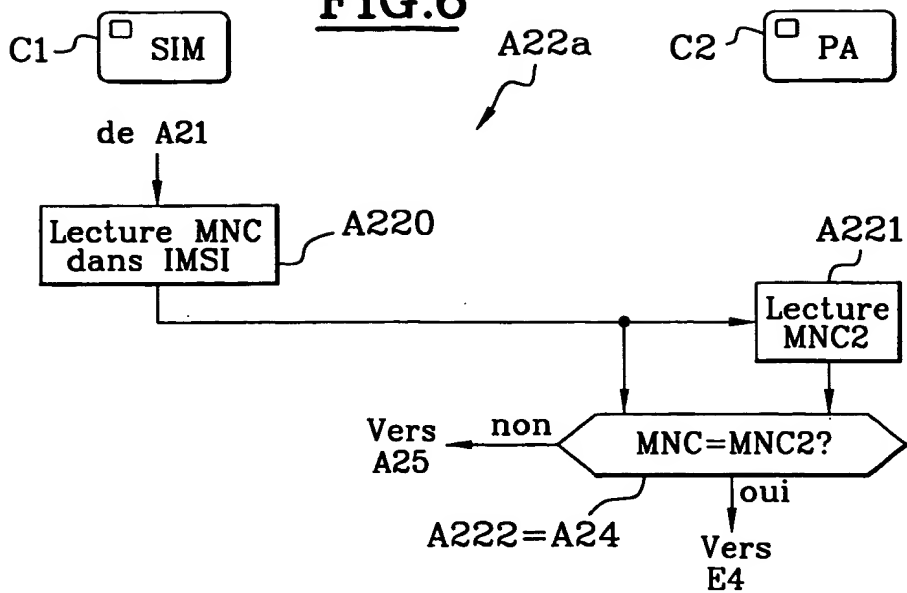 FIG.6
C1
SIM
A22a
C2
PA
de A21
Lecture MNC
dans IMSI
A220
A221
Lecture
MNC2
Vers
A25
non
MNC=MNC2?
oui
A222=A24
Vers
E4